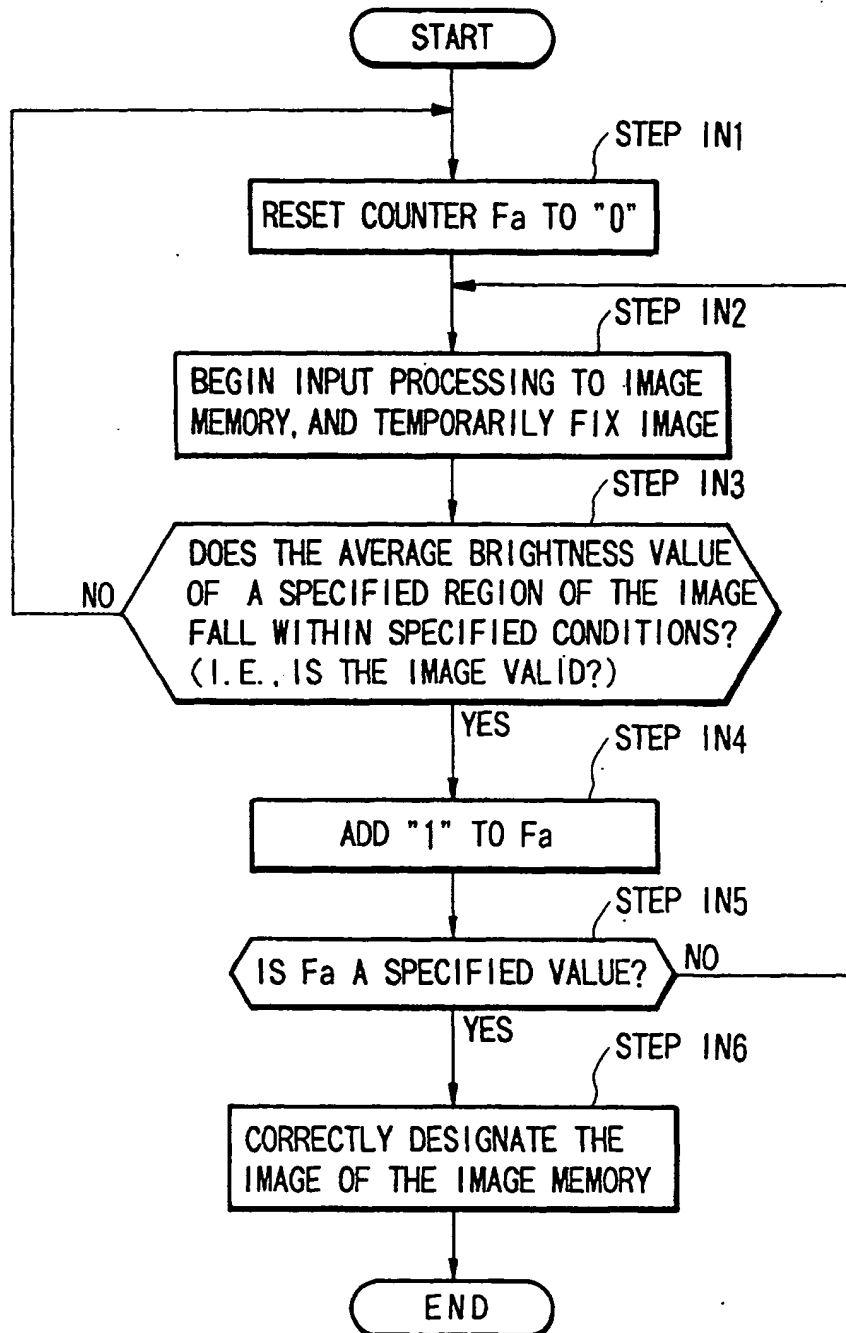 START
STEP IN1
RESET COUNTER Fa TO "0"
STEP IN2
BEGIN INPUT PROCESSING TO IMAGE
MEMORY, AND TEMPORARILY FIX IMAGE
STEP IN3
DOES THE AVERAGE BRIGHTNESS VALUE
OF A SPECIFIED REGION OF THE IMAGE
FALL WITHIN SPECIFIED CONDITIONS?
(I.E., IS THE IMAGE VALID?)
NO
YES
STEP IN4
ADD "1" TO Fa
STEP IN5
IS Fa A SPECIFIED VALUE?
NO
YES
STEP IN6
CORRECTLY DESIGNATE THE
IMAGE OF THE IMAGE MEMORY
END